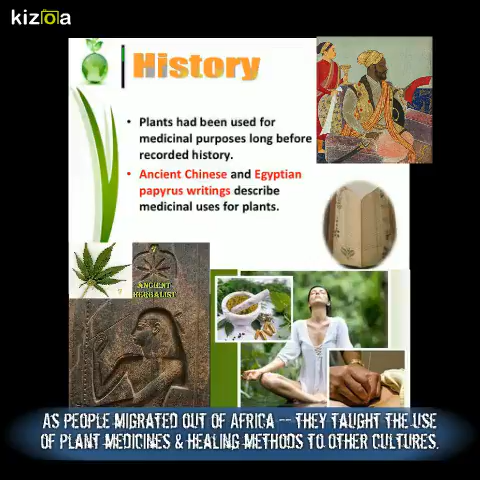 kizoa
History
• Plants had been used for
medicinal purposes long before
recorded history.
• Ancient Chinese and Egyptian
papyrus writings describe
medicinal uses for plants.
ANCIENT
HERBALIST
AS PEOPLE MIGRATED OUT OF AFRICA -- THEY TAUGHT THE USE
OF PLANT MEDICINES & HEALING METHODS TO OTHER CULTURES.